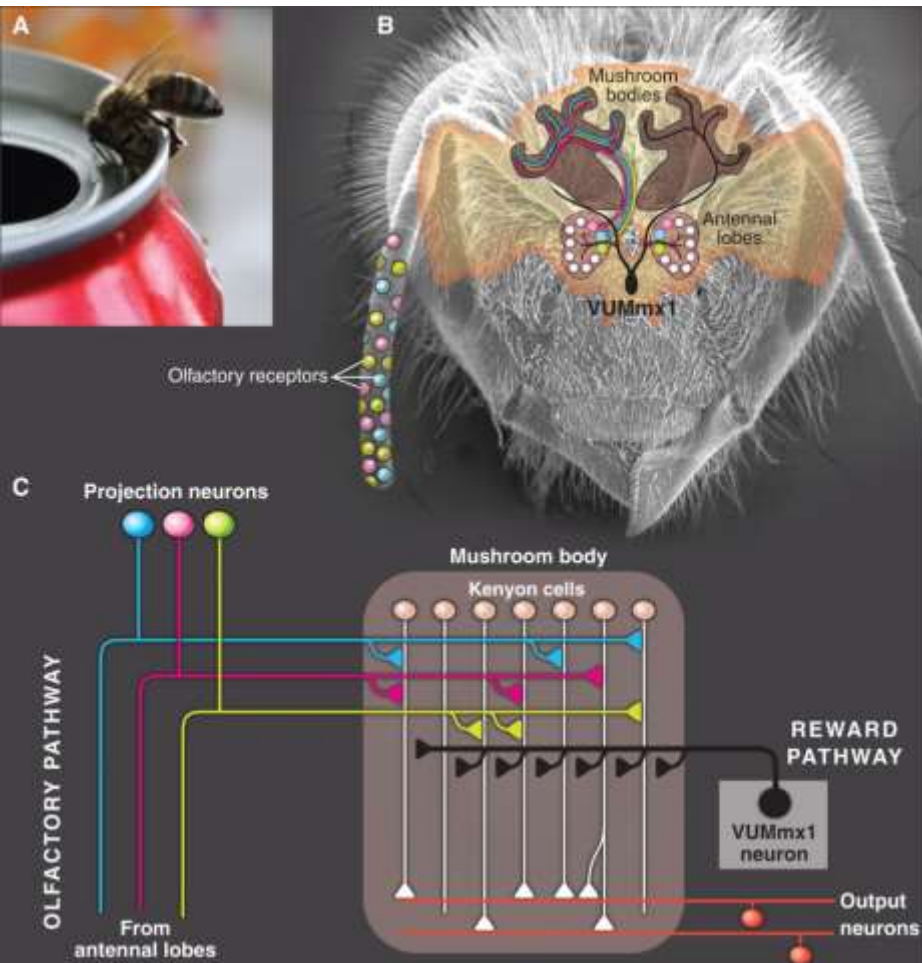 A
B
Mushroom
bodies
Antennal
lobes
VUMmx1
Olfactory receptors
C
Projection neurons
Mushroom body
Kenyon cells
OLFACTORY PATHWAY
REWARD
PATHWAY
VUMmx1
neuron
From
antennal lobes
Output
neurons